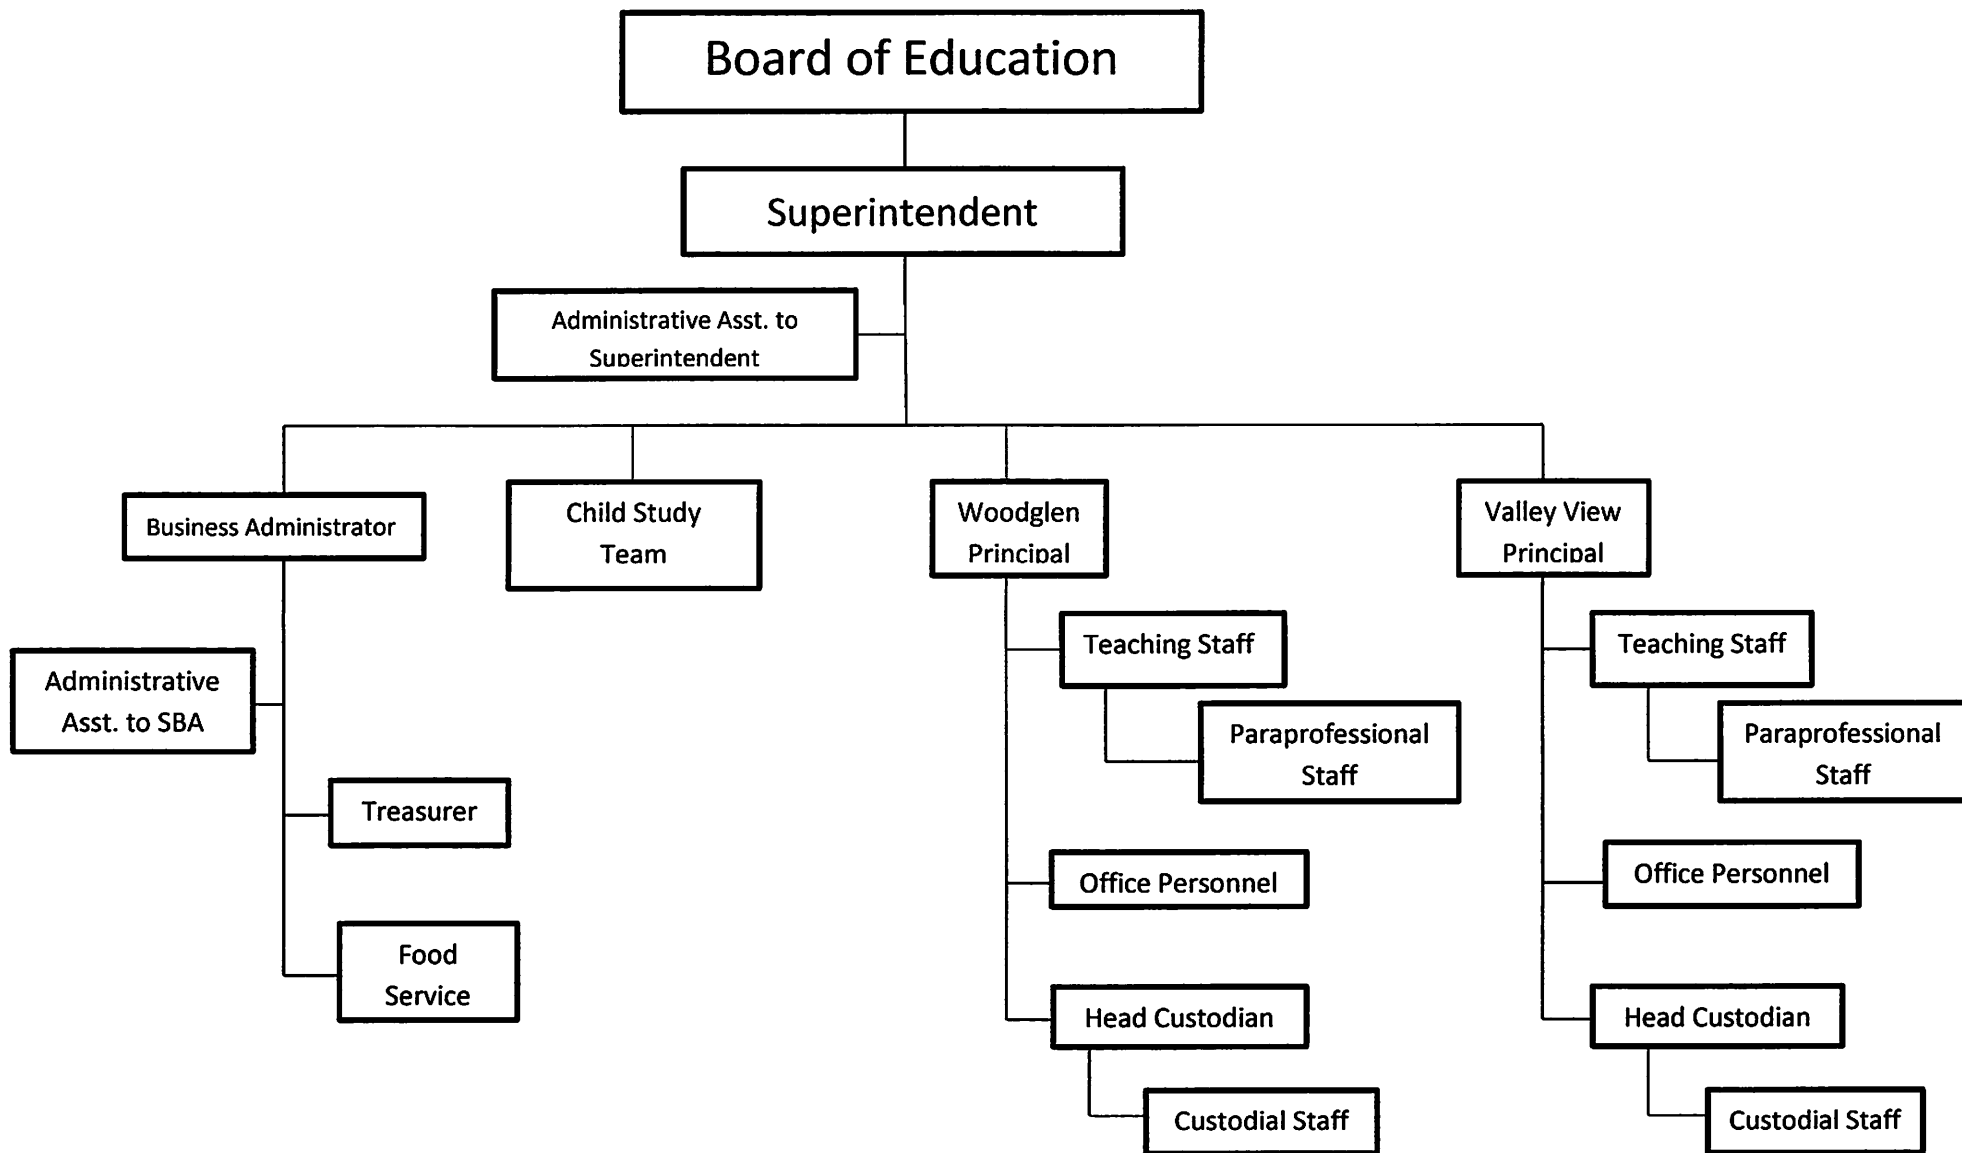 Board of Education
Superintendent
Administrative Asst. to
Superintendent
Business Administrator
Child Study
Team
Woodglen
Principal
Valley View
Principal
Administrative
Asst. to SBA
Treasurer
Food
Service
Teaching Staff
Paraprofessional
Staff
Office Personnel
Head Custodian
Custodial Staff
Teaching Staff
Paraprofessional
Staff
Office Personnel
Head Custodian
Custodial Staff